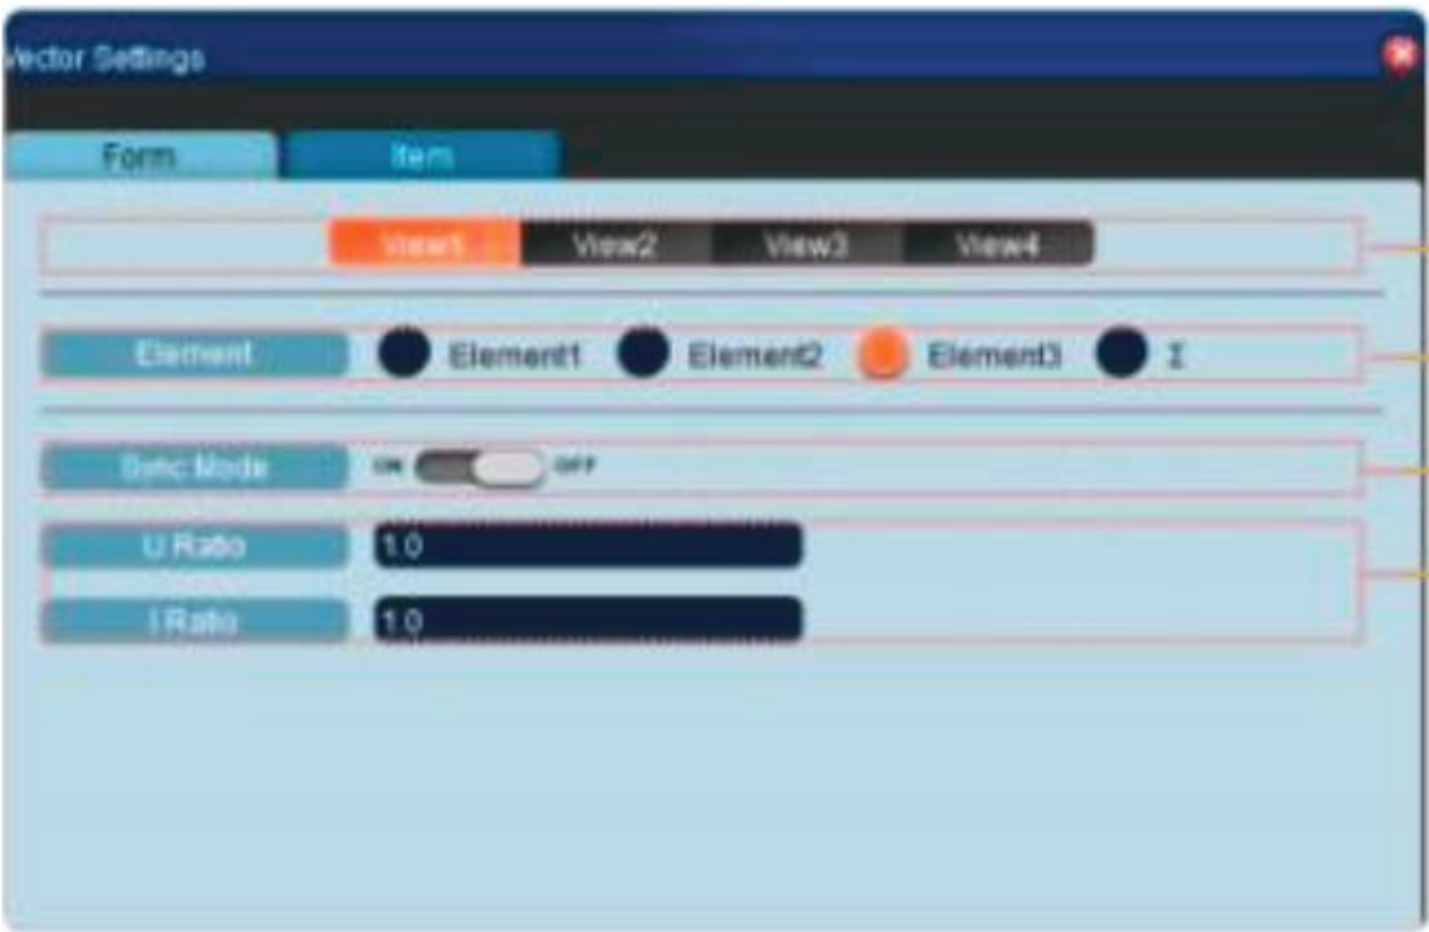 Vector Settings
Form Item
View1 View2 View3 View4
Element Element1 Element2 Element3 Σ
Sync Mode ON OFF
U Ratio 1.0
I Ratio 1.0